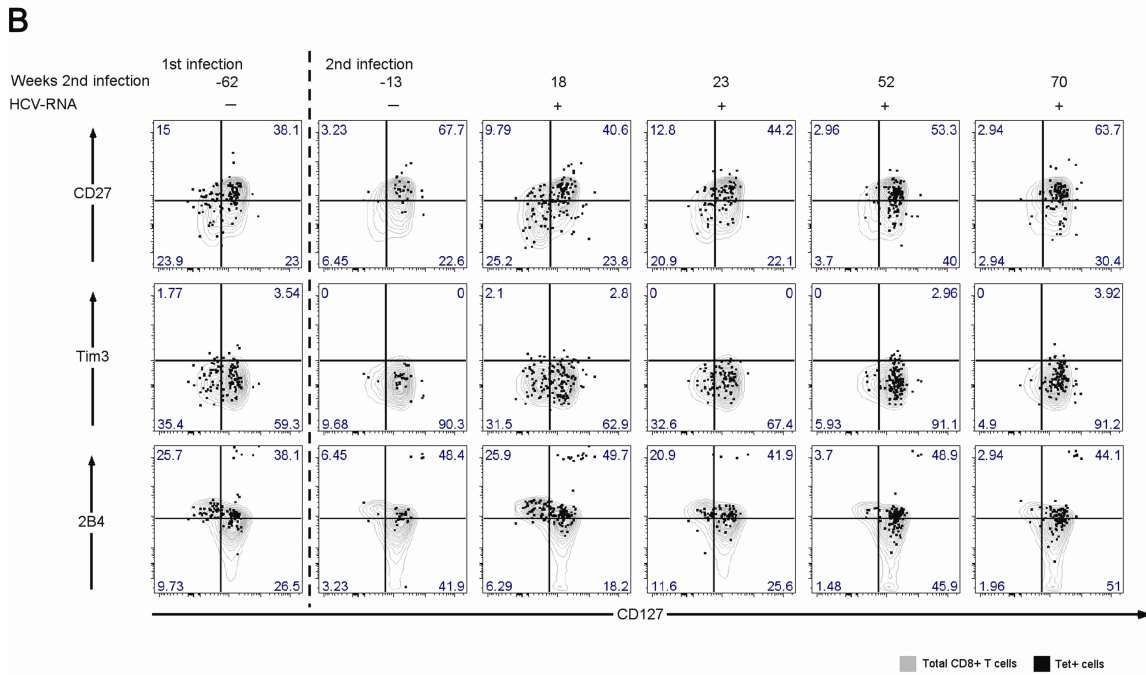 B
1st infection 2nd infection
Weeks 2nd infection -62 -13 18 23 52 70
HCV-RNA – – + + + +
15 38.1 3.23 67.7 9.79 40.6 12.8 44.2 2.96 53.3 2.94 63.7
CD27
23.9 23 6.45 22.6 25.2 23.8 20.9 22.1 3.7 40 2.94 30.4
1.77 3.54 0 0 2.1 2.8 0 0 0 2.96 0 3.92
Tim3
35.4 59.3 9.68 90.3 31.5 62.9 32.6 67.4 5.93 91.1 4.9 91.2
25.7 38.1 6.45 48.4 25.9 49.7 20.9 41.9 3.7 48.9 2.94 44.1
2B4
9.73 26.5 3.23 41.9 6.29 18.2 11.6 25.6 1.48 45.9 1.96 51
CD127
Total CD8+ T cells Tet+ cells